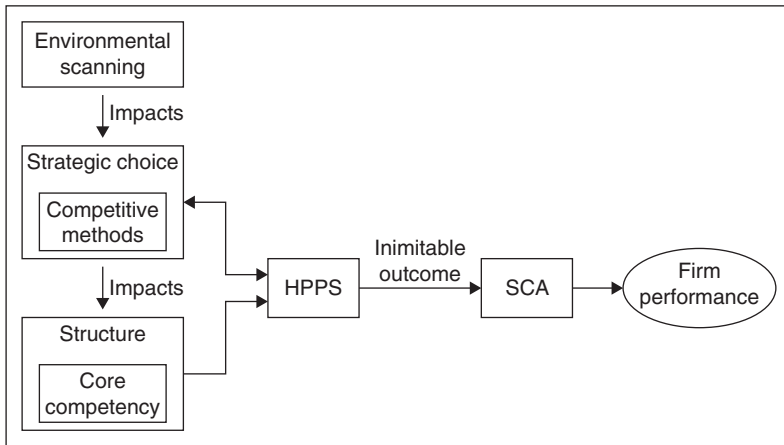 Environmental
scanning
Impacts
Strategic choice
Competitive
methods
Impacts
Structure
Core
competency
HPPS
Inimitable
outcome
SCA
Firm
performance